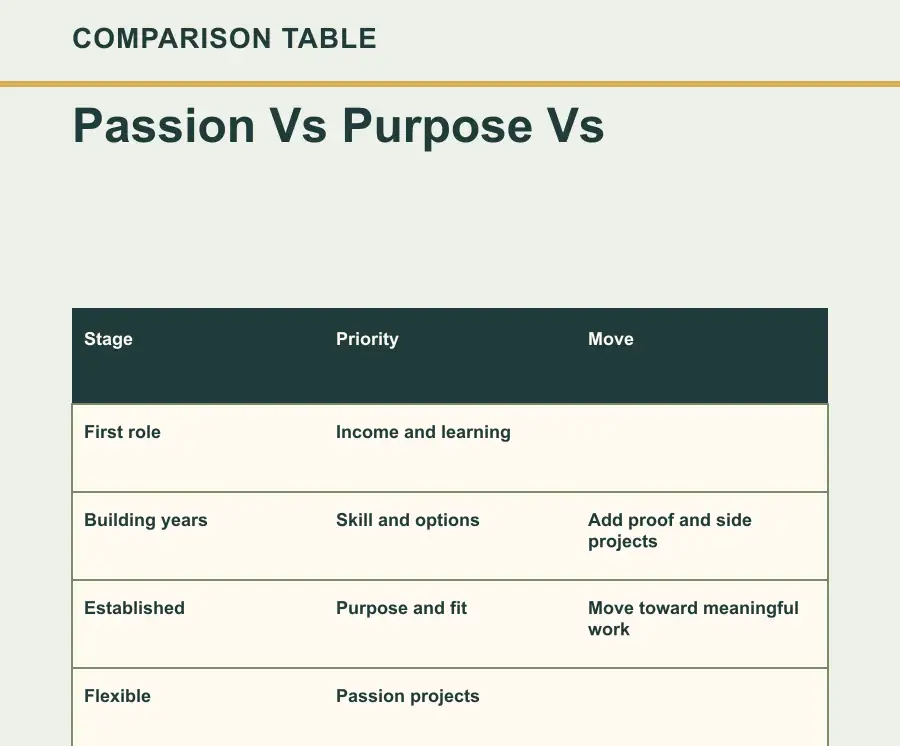 COMPARISON TABLE
Passion Vs Purpose Vs
Stage Priority Move
First role Income and learning
Building years Skill and options Add proof and side
projects
Established Purpose and fit Move toward meaningful
work
Flexible Passion projects